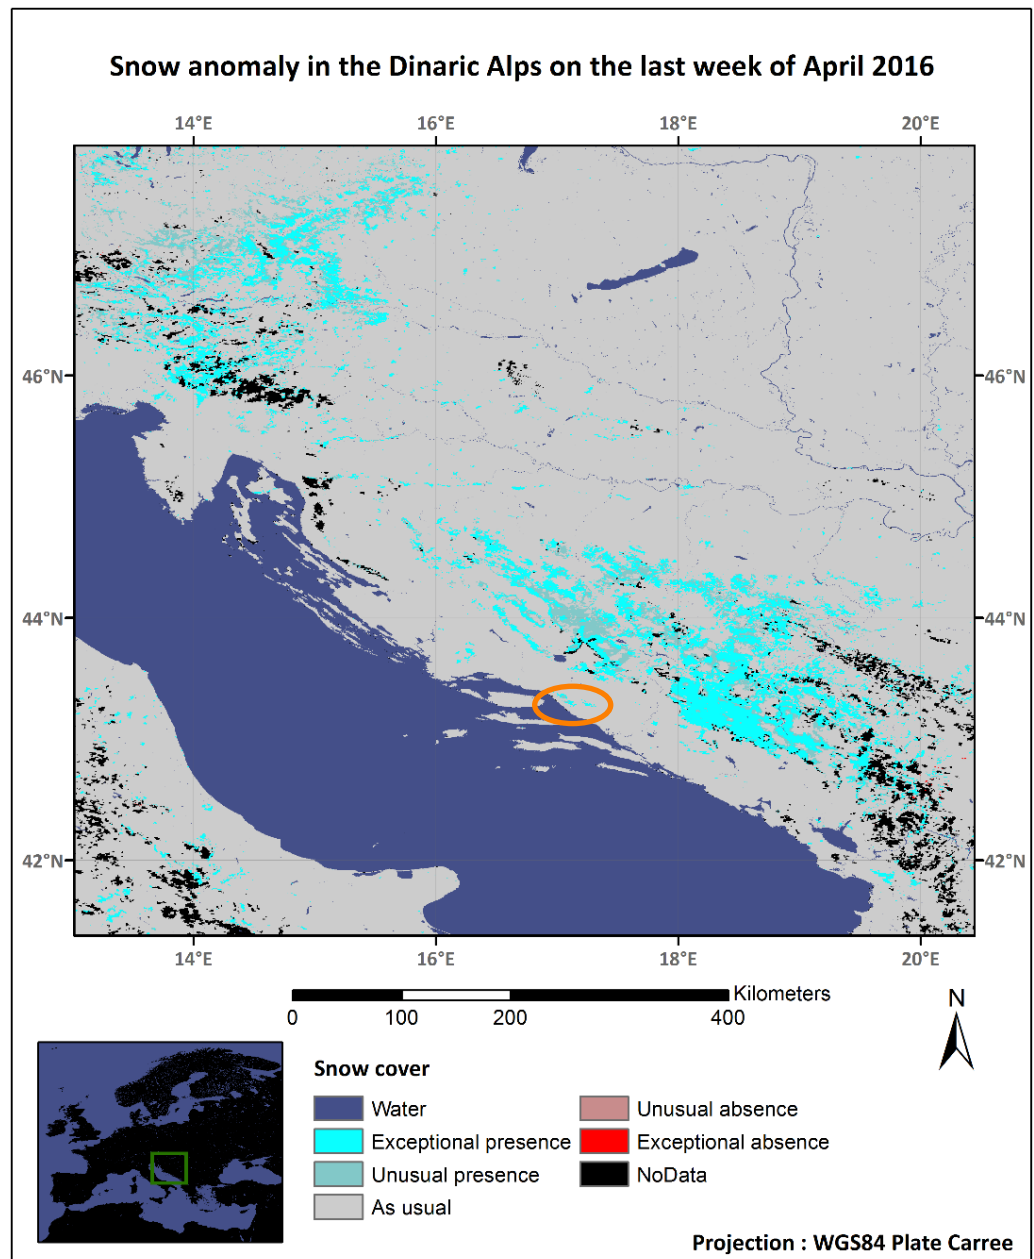 Snow anomaly in the Dinaric Alps on the last week of April 2016
14°E 16°E 18°E 20°E
46°N 46°N
44°N 44°N
42°N 42°N
14°E 16°E 18°E 20°E
Kilometers
0 100 200 400
N
Snow cover
Water Unusual absence
Exceptional presence Exceptional absence
Unusual presence NoData
As usual
Projection : WGS84 Plate Carree